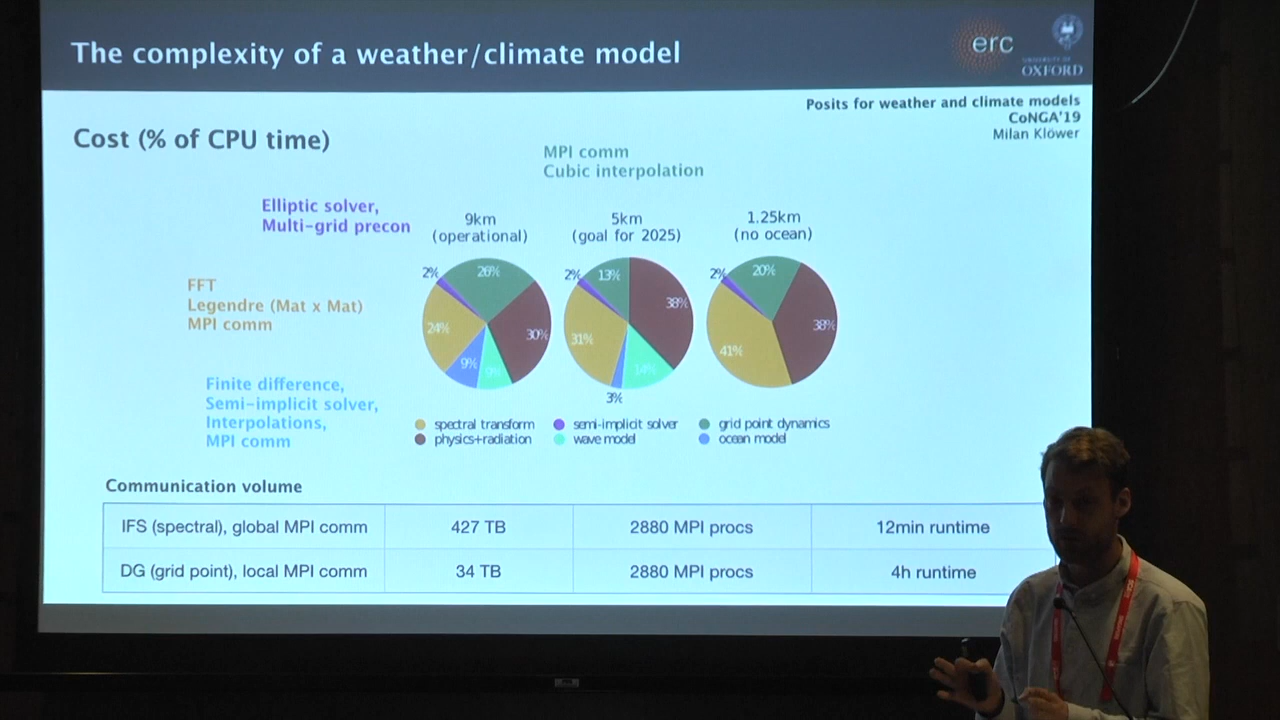 The complexity of a weather/climate model
erc
UNIVERSITY OF
OXFORD
Posits for weather and climate models
CoNGA'19
Milan Klöwer
Cost (% of CPU time)
MPI comm
Cubic interpolation
Elliptic solver,
Multi-grid precon
9km
(operational)
5km
(goal for 2025)
1.25km
(no ocean)
FFT
Legendre (Mat x Mat)
MPI comm
2%
26%
30%
9%
9%
24%
2%
13%
38%
14%
3%
31%
2%
20%
38%
41%
Finite difference,
Semi-implicit solver,
Interpolations,
MPI comm
spectral transform
semi-implicit solver
grid point dynamics
physics+radiation
wave model
ocean model
Communication volume
IFS (spectral), global MPI comm 427 TB 2880 MPI procs 12min runtime
DG (grid point), local MPI comm 34 TB 2880 MPI procs 4h runtime